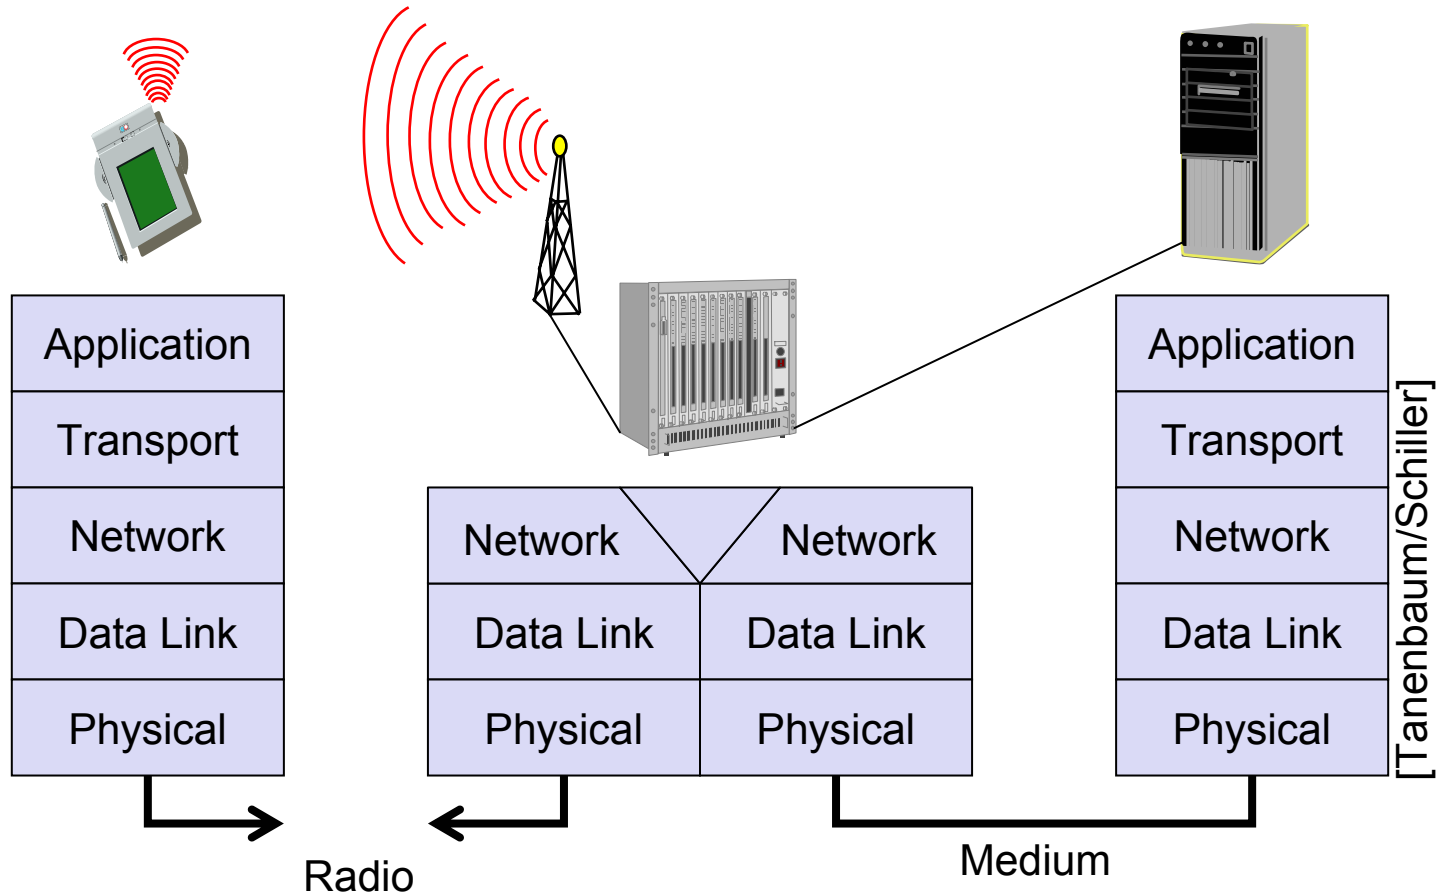 Application
Transport
Network
Data Link
Physical
Network Network
Data Link Data Link
Physical Physical
Application
Transport
Network
Data Link
Physical
[Tanenbaum/Schiller]
Radio
Medium